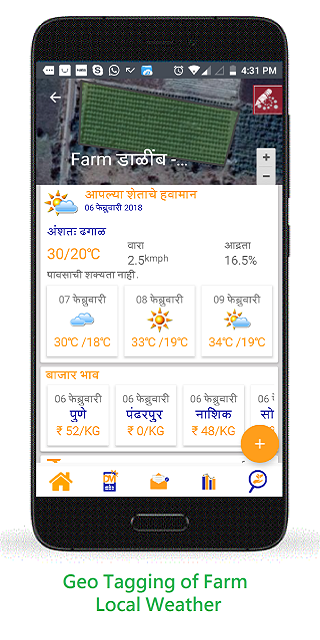 4:31 PM
Farm डाळींब -...
+
−
आपल्या शेताचे हवामान
06 फेब्रुवारी 2018
अंशतः ढगाळ
30/20℃
वारा
2.5kmph
आद्रता
16.5%
पावसाची शक्यता नाही.
07 फेब्रुवारी
30℃ /18℃
08 फेब्रुवारी
33℃ /19℃
09 फेब्रुवारी
34℃ /19℃
बाजार भाव
06 फेब्रुवारी
पुणे
₹ 52/KG
06 फेब्रुवारी
पंढरपुर
₹ 0/KG
06 फेब्रुवारी
नाशिक
₹ 48/KG
06 फे
सो
₹
+
Geo Tagging of Farm
Local Weather